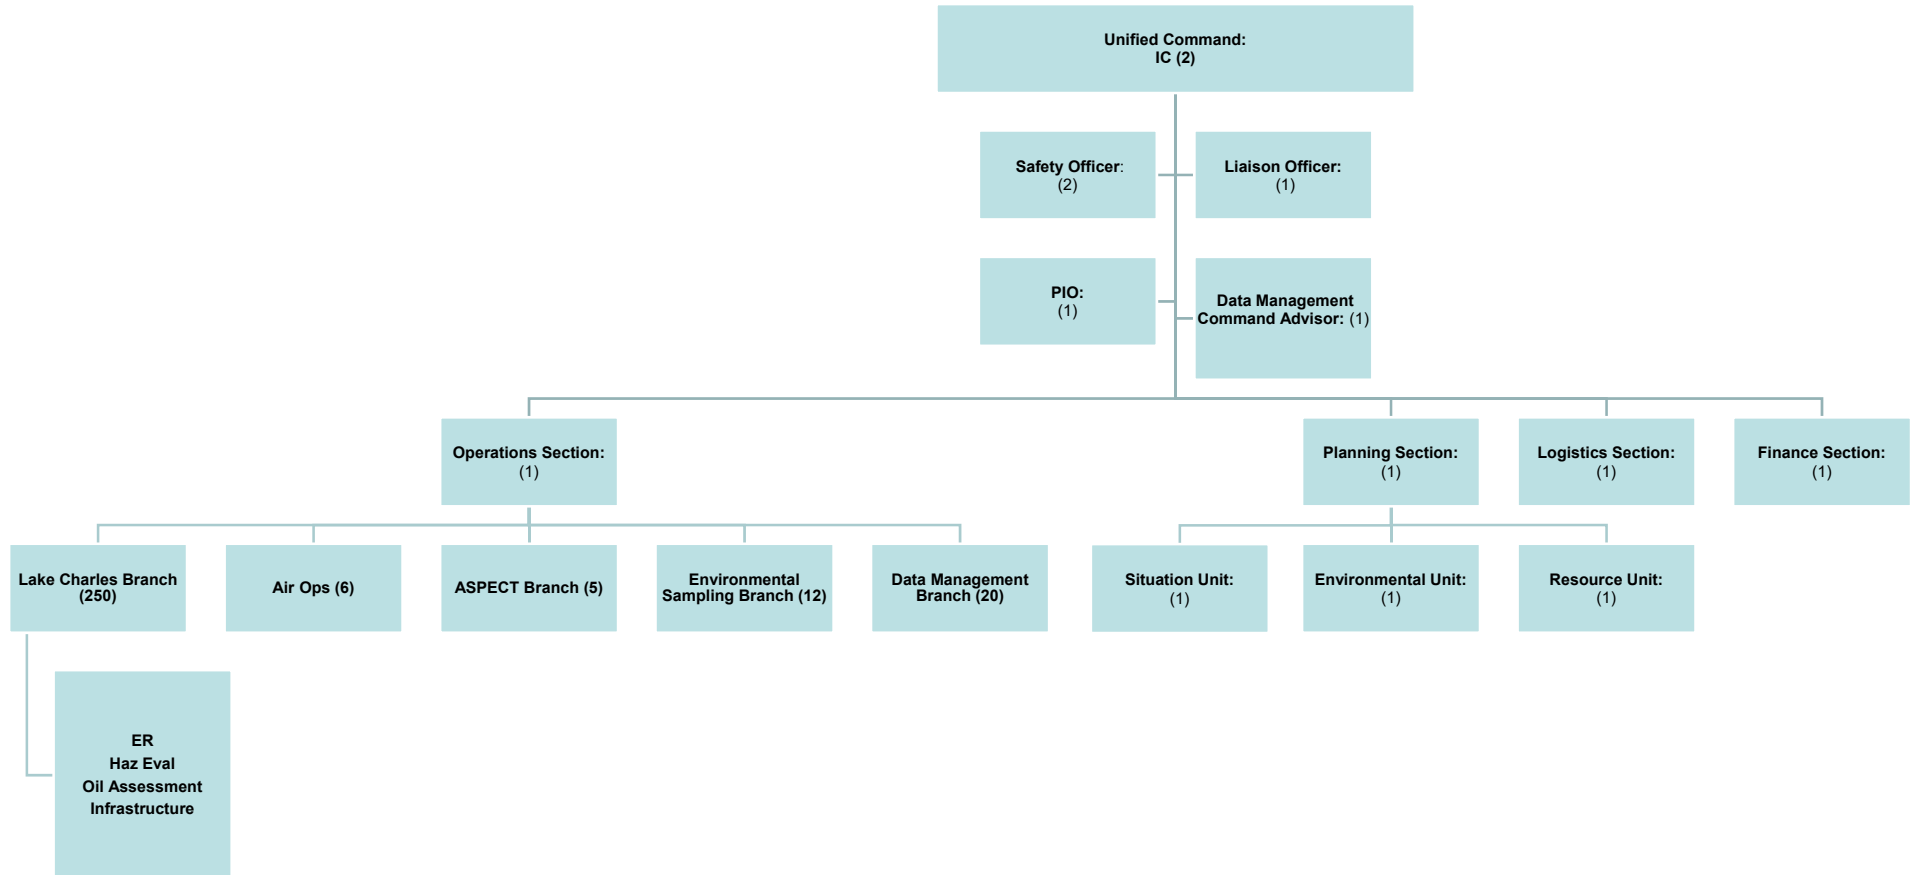 Unified Command:
IC (2)
Safety Officer:
(2)
Liaison Officer:
(1)
PIO:
(1)
Data Management
Command Advisor: (1)
Operations Section:
(1)
Planning Section:
(1)
Logistics Section:
(1)
Finance Section:
(1)
Lake Charles Branch
(250)
Air Ops (6)
ASPECT Branch (5)
Environmental
Sampling Branch (12)
Data Management
Branch (20)
Situation Unit:
(1)
Environmental Unit:
(1)
Resource Unit:
(1)
ER
Haz Eval
Oil Assessment
Infrastructure